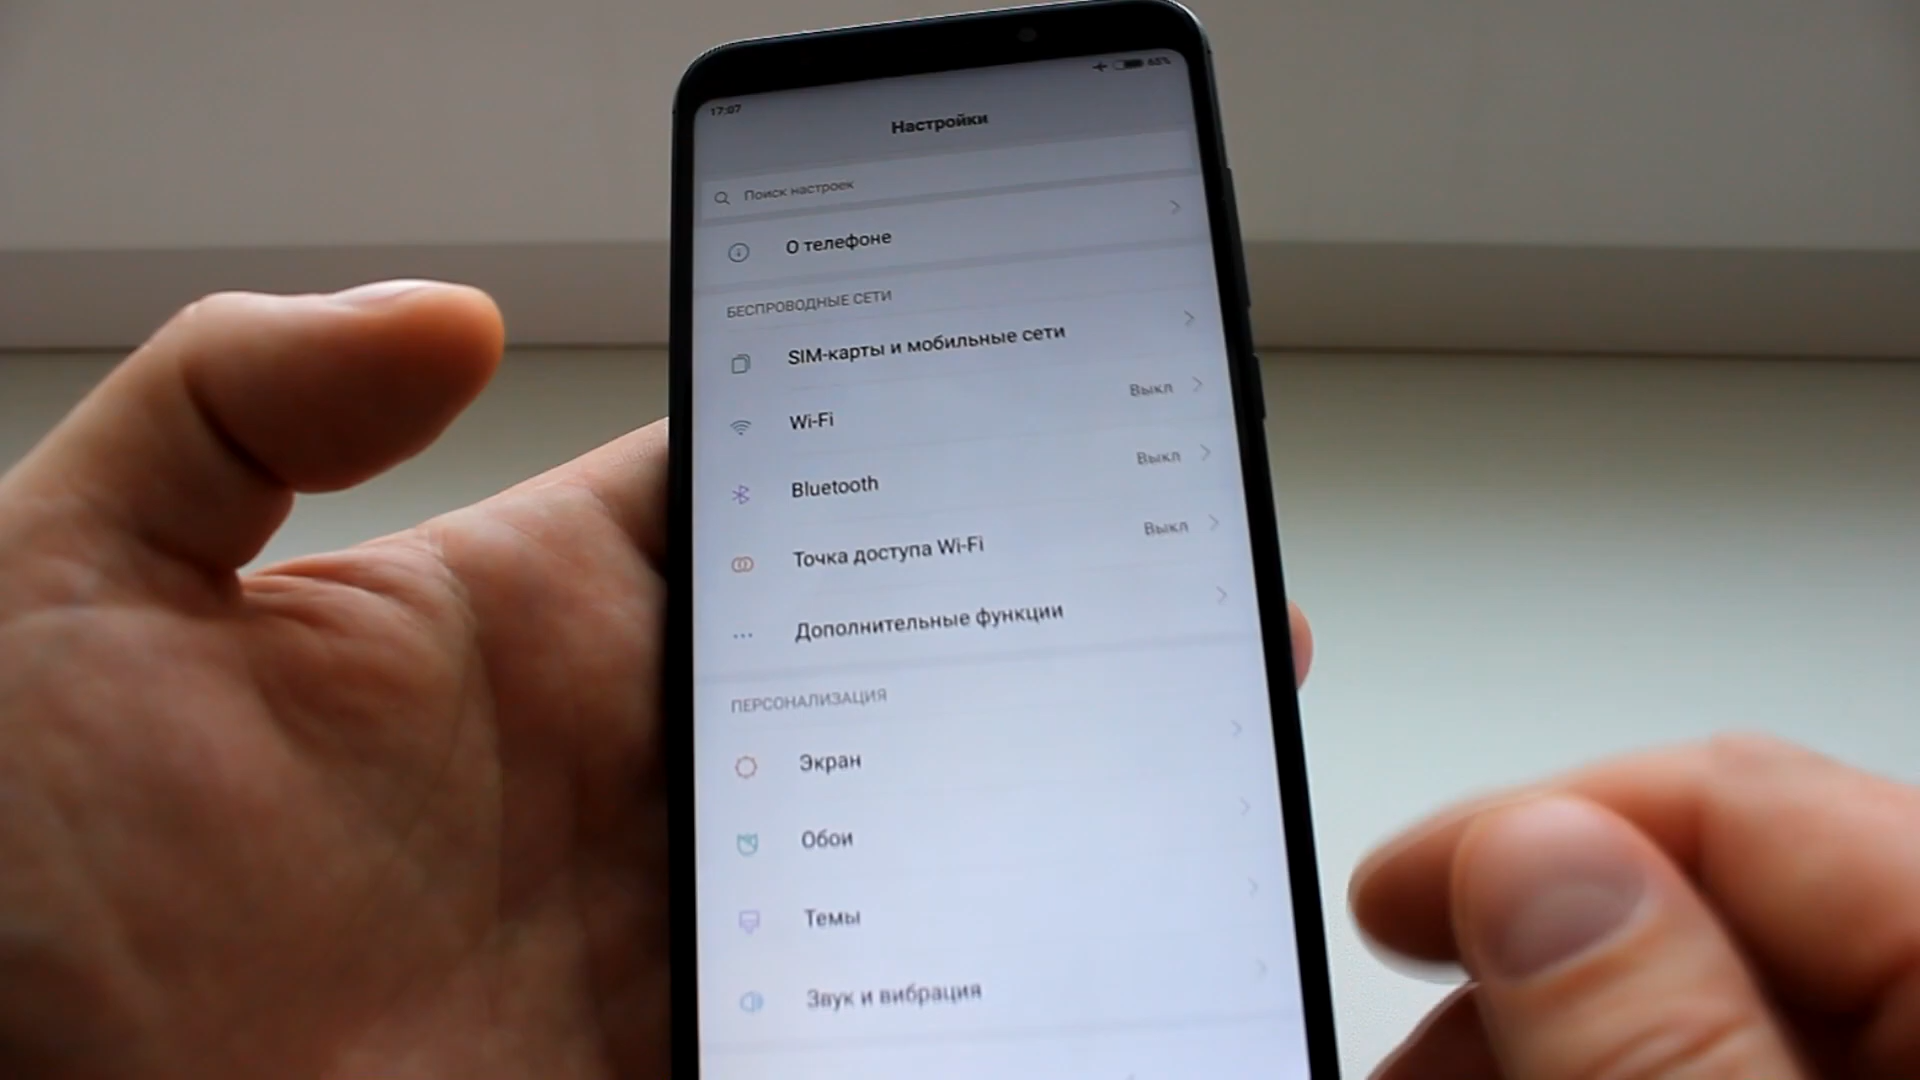 17:07
65%
Настройки
Поиск настроек
О телефоне
БЕСПРОВОДНЫЕ СЕТИ
SIM-карты и мобильные сети
Wi-Fi
Выкл
Bluetooth
Выкл
Точка доступа Wi-Fi
Выкл
Дополнительные функции
ПЕРСОНАЛИЗАЦИЯ
Экран
Обои
Темы
Звук и вибрация